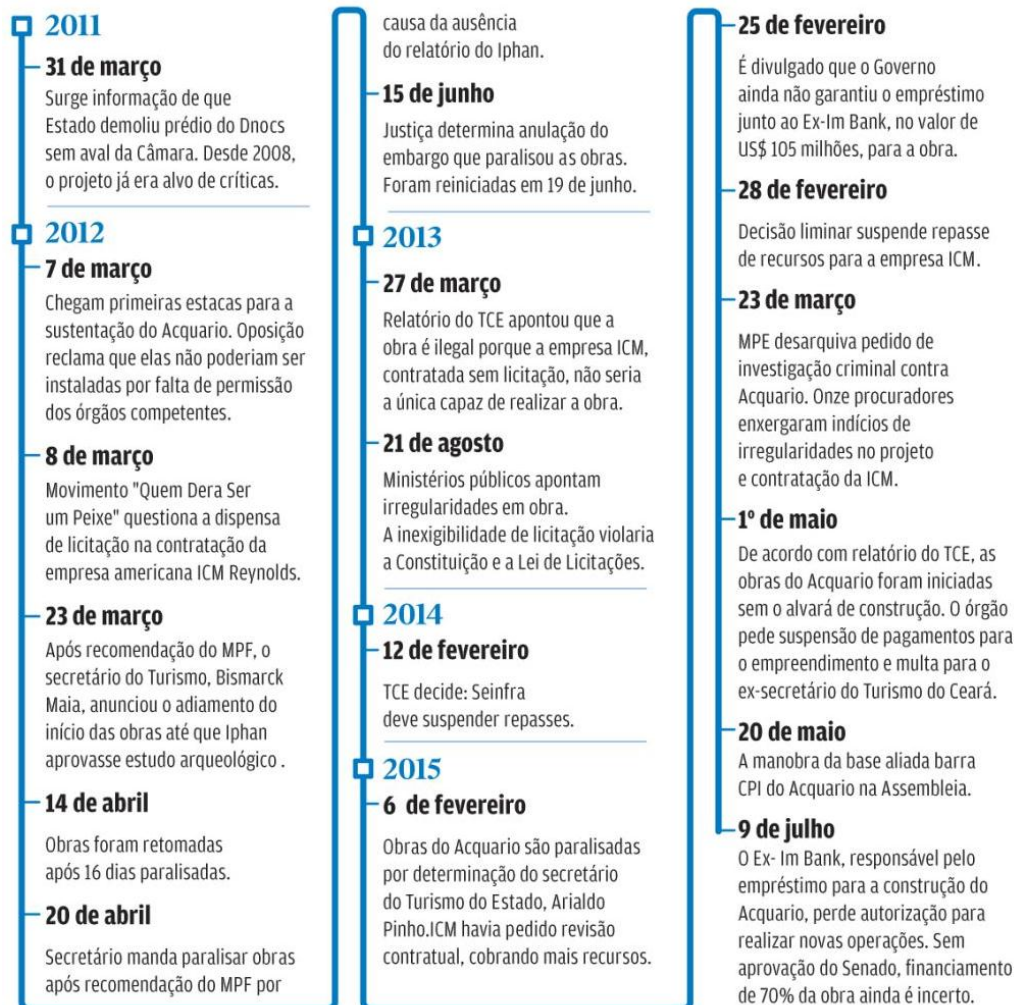 2011
31 de março
Surge informação de que
Estado demoliu prédio do Dnocs
sem aval da Câmara. Desde 2008,
o projeto já era alvo de críticas.
2012
7 de março
Chegam primeiras estacas para a
sustentação do Acquario. Oposição
reclama que elas não poderiam ser
instaladas por falta de permissão
dos órgãos competentes.
8 de março
Movimento "Quem Dera Ser
um Peixe" questiona a dispensa
de licitação na contratação da
empresa americana ICM Reynolds.
23 de março
Após recomendação do MPF, o
secretário do Turismo, Bismarck
Maia, anunciou o adiamento do
início das obras até que Iphan
aprovasse estudo arqueológico .
14 de abril
Obras foram retomadas
após 16 dias paralisadas.
20 de abril
Secretário manda paralisar obras
após recomendação do MPF por
causa da ausência
do relatório do Iphan.
15 de junho
Justiça determina anulação do
embargo que paralisou as obras.
Foram reiniciadas em 19 de junho.
2013
27 de março
Relatório do TCE apontou que a
obra é ilegal porque a empresa ICM,
contratada sem licitação, não seria
a única capaz de realizar a obra.
21 de agosto
Ministérios públicos apontam
irregularidades em obra.
A inexigibilidade de licitação violaria
a Constituição e a Lei de Licitações.
2014
12 de fevereiro
TCE decide: Seinfra
deve suspender repasses.
2015
6 de fevereiro
Obras do Acquario são paralisadas
por determinação do secretário
do Turismo do Estado, Arialdo
Pinho.ICM havia pedido revisão
contratual, cobrando mais recursos.
25 de fevereiro
É divulgado que o Governo
ainda não garantiu o empréstimo
junto ao Ex-Im Bank, no valor de
US$ 105 milhões, para a obra.
28 de fevereiro
Decisão liminar suspende repasse
de recursos para a empresa ICM.
23 de março
MPE desarquiva pedido de
investigação criminal contra
Acquario. Onze procuradores
enxergaram indícios de
irregularidades no projeto
e contratação da ICM.
1º de maio
De acordo com relatório do TCE, as
obras do Acquario foram iniciadas
sem o alvará de construção. O órgão
pede suspensão de pagamentos para
o empreendimento e multa para o
ex-secretário do Turismo do Ceará.
20 de maio
A manobra da base aliada barra
CPI do Acquario na Assembleia.
9 de julho
O Ex- Im Bank, responsável pelo
empréstimo para a construção do
Acquario, perde autorização para
realizar novas operações. Sem
aprovação do Senado, financiamento
de 70% da obra ainda é incerto.